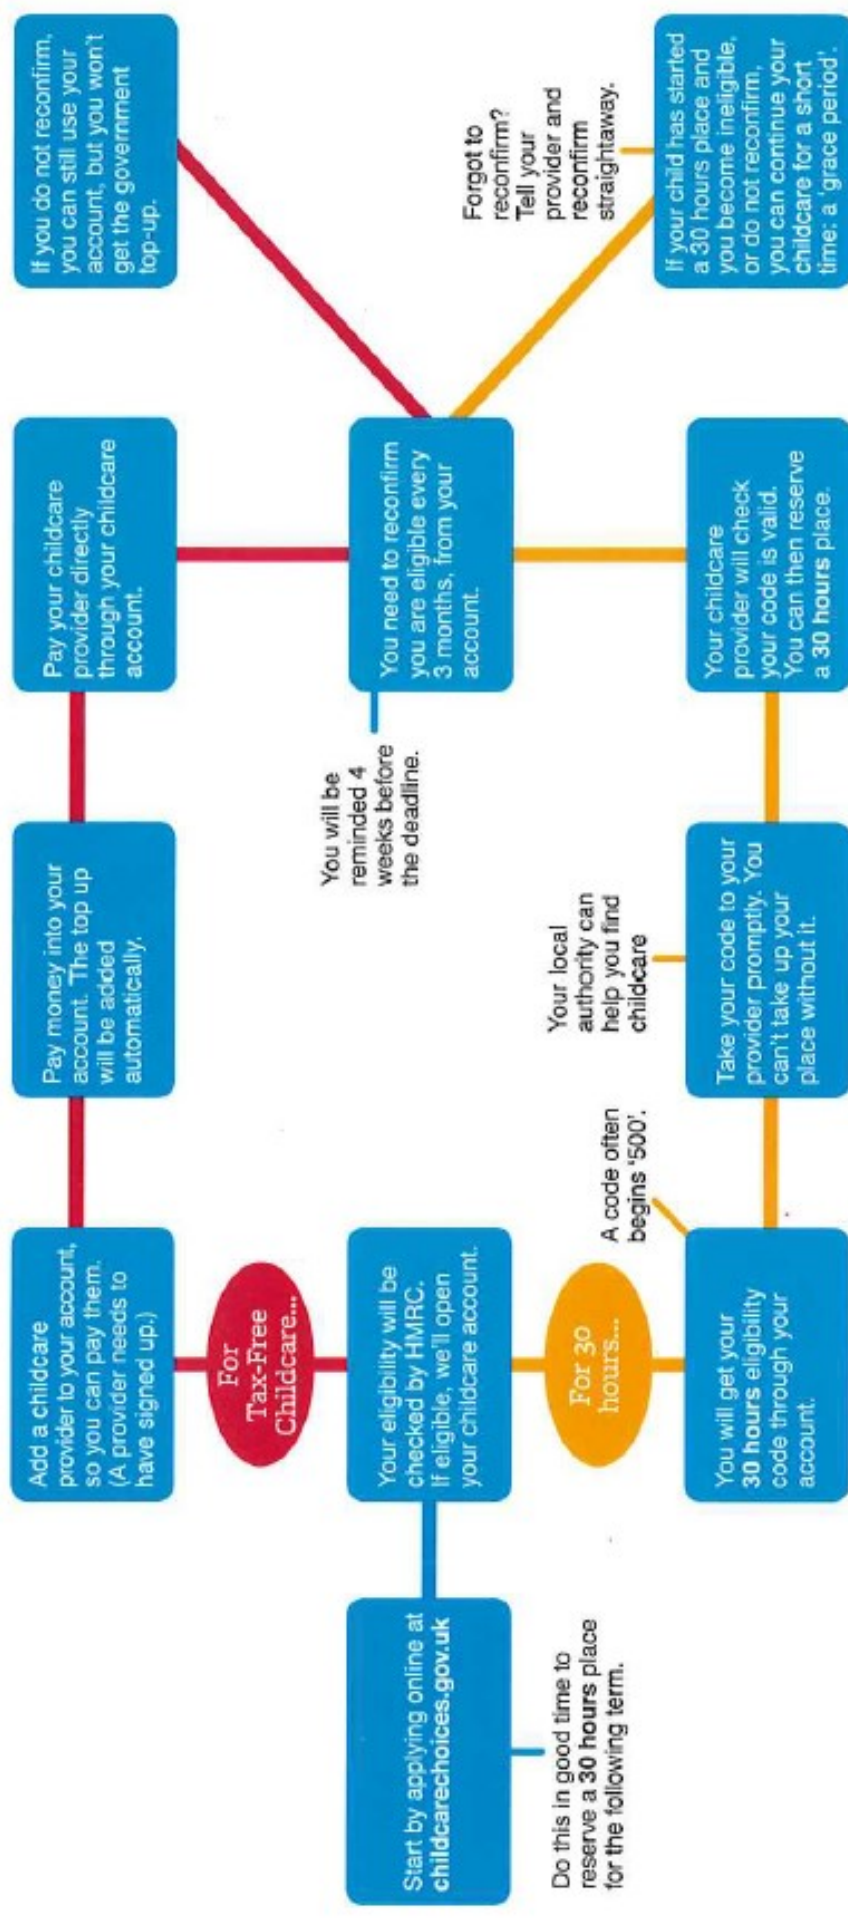 Start by applying online at
childcarechoices.gov.uk
Do this in good time to
reserve a 30 hours place
for the following term.
Your eligibility will be
checked by HMRC.
If eligible, we'll open
your childcare account.
For
Tax-Free
Childcare...
Add a childcare
provider to your account,
so you can pay them.
(A provider needs to
have signed up.)
Pay money into your
account. The top up
will be added
automatically.
Pay your childcare
provider directly
through your childcare
account.
For 30
hours...
You will get your
30 hours eligibility
code through your
account.
A code often
begins '500'.
Take your code to your
provider promptly. You
can't take up your
place without it.
Your local
authority can
help you find
childcare
Your childcare
provider will check
your code is valid.
You can then reserve
a 30 hours place.
You need to reconfirm
you are eligible every
3 months, from your
account.
You will be
reminded 4
weeks before
the deadline.
If you do not reconfirm,
you can still use your
account, but you won't
get the government
top-up.
Forgot to
reconfirm?
Tell your
provider and
reconfirm
straightaway.
If your child has started
a 30 hours place and
you become ineligible,
or do not reconfirm,
you can continue your
childcare for a short
time: a 'grace period'.